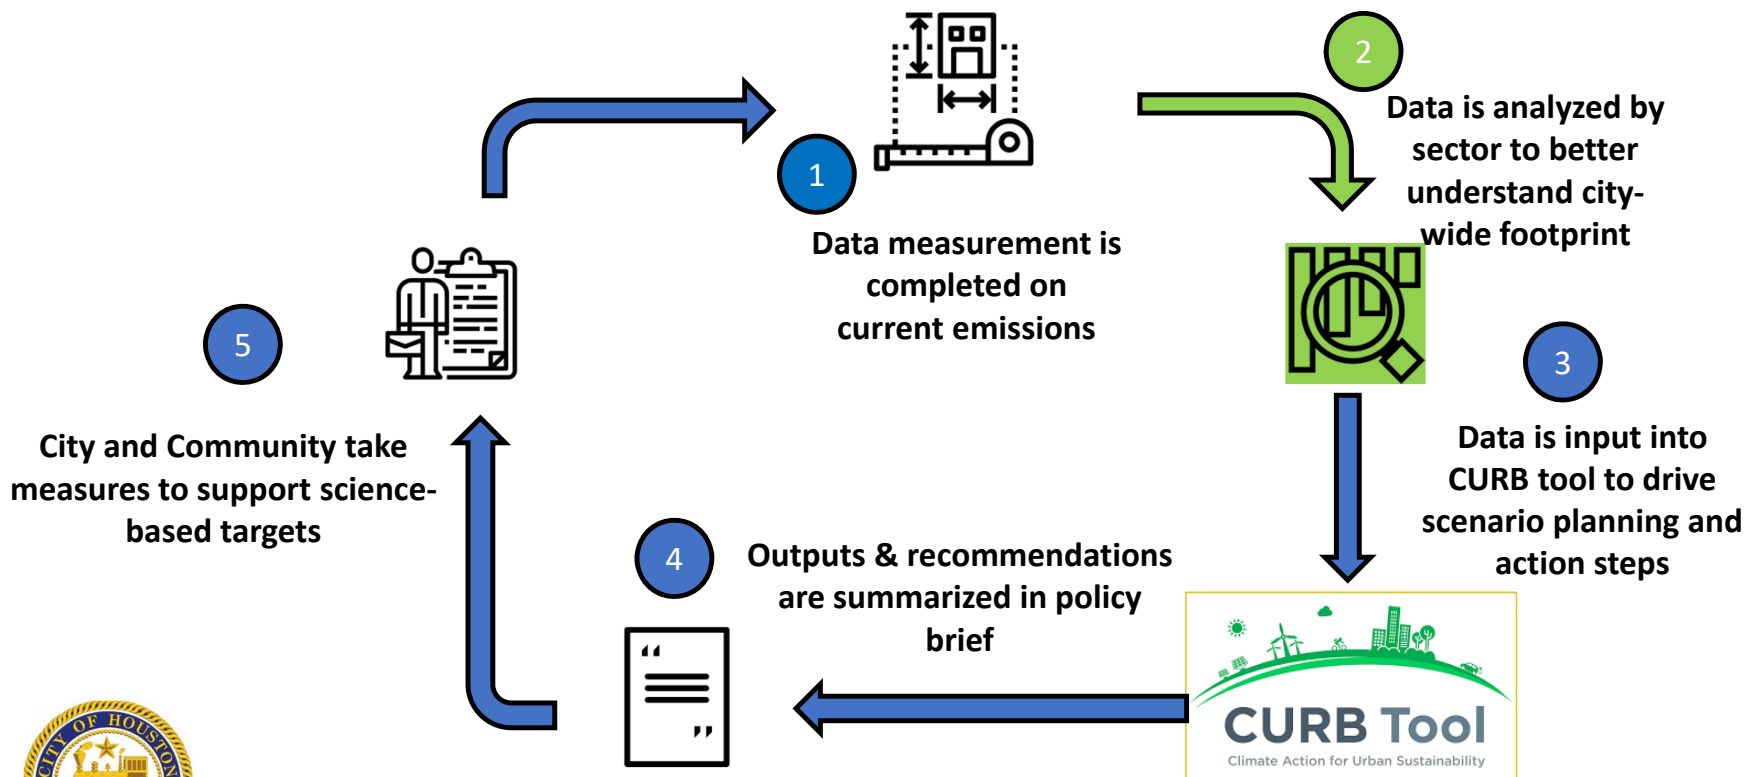 1
Data measurement is
completed on
current emissions
2
Data is analyzed by
sector to better
understand city-
wide footprint
3
Data is input into
CURB tool to drive
scenario planning and
action steps
CURB Tool
Climate Action for Urban Sustainability
4
Outputs & recommendations
are summarized in policy
brief
“
”
5
City and Community take
measures to support science-
based targets
CITY OF HOUSTON